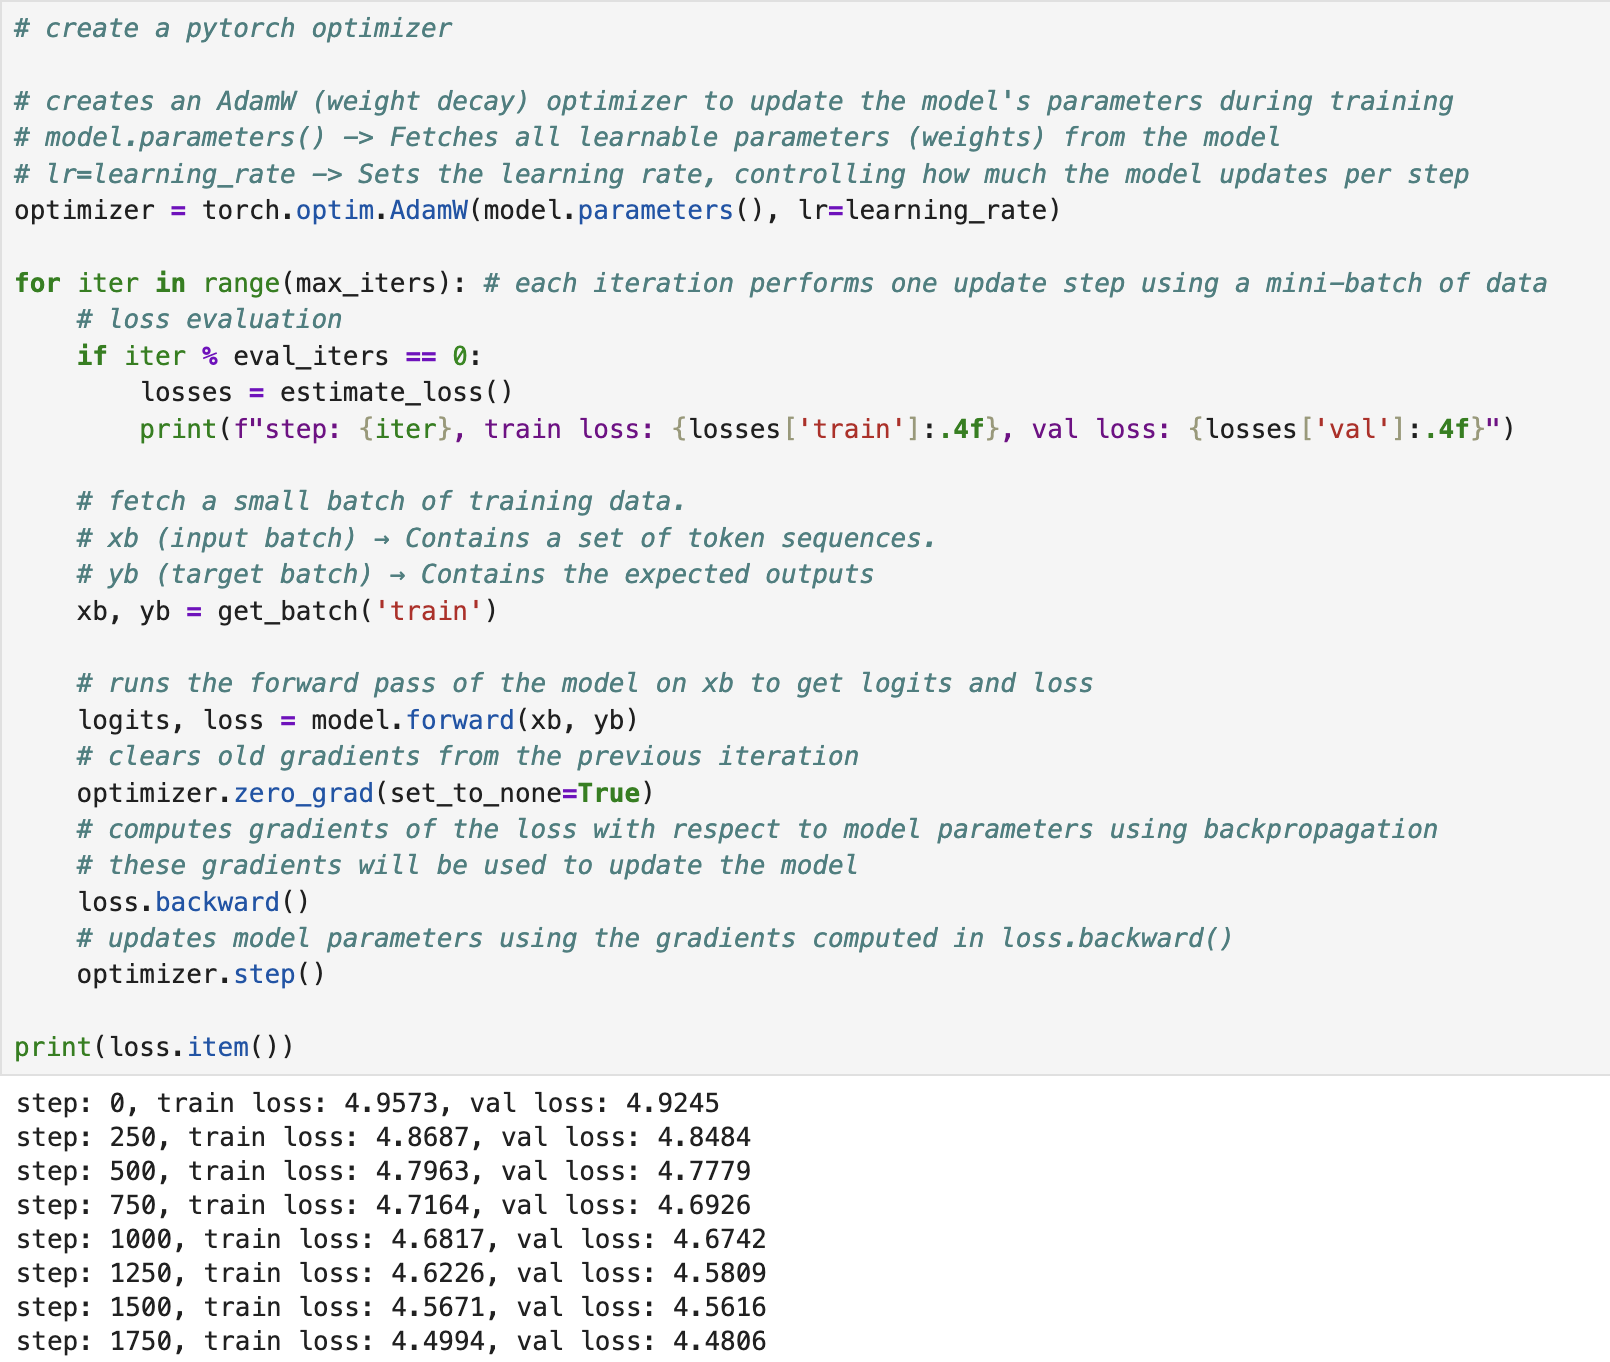 # create a pytorch optimizer
# creates an AdamW (weight decay) optimizer to update the model's parameters during training
# model.parameters() —> Fetches all learnable parameters (weights) from the model
# lr=learning_rate —> Sets the learning rate, controlling how much the model updates per step
optimizer = torch.optim.AdamW(model.parameters(), lr=learning_rate)
for iter in range(max_iters): # each iteration performs one update step using a mini-batch of data
    # loss evaluation
    if iter % eval_iters == 0:
        losses = estimate_loss()
        print(f"step: {iter}, train loss: {losses['train']:.4f}, val loss: {losses['val']:.4f}")
    # fetch a small batch of training data.
    # xb (input batch) → Contains a set of token sequences.
    # yb (target batch) → Contains the expected outputs
    xb, yb = get_batch('train')
    # runs the forward pass of the model on xb to get logits and loss
    logits, loss = model.forward(xb, yb)
    # clears old gradients from the previous iteration
    optimizer.zero_grad(set_to_none=True)
    # computes gradients of the loss with respect to model parameters using backpropagation
    # these gradients will be used to update the model
    loss.backward()
    # updates model parameters using the gradients computed in loss.backward()
    optimizer.step()
print(loss.item())
step: 0, train loss: 4.9573, val loss: 4.9245
step: 250, train loss: 4.8687, val loss: 4.8484
step: 500, train loss: 4.7963, val loss: 4.7779
step: 750, train loss: 4.7164, val loss: 4.6926
step: 1000, train loss: 4.6817, val loss: 4.6742
step: 1250, train loss: 4.6226, val loss: 4.5809
step: 1500, train loss: 4.5671, val loss: 4.5616
step: 1750, train loss: 4.4994, val loss: 4.4806